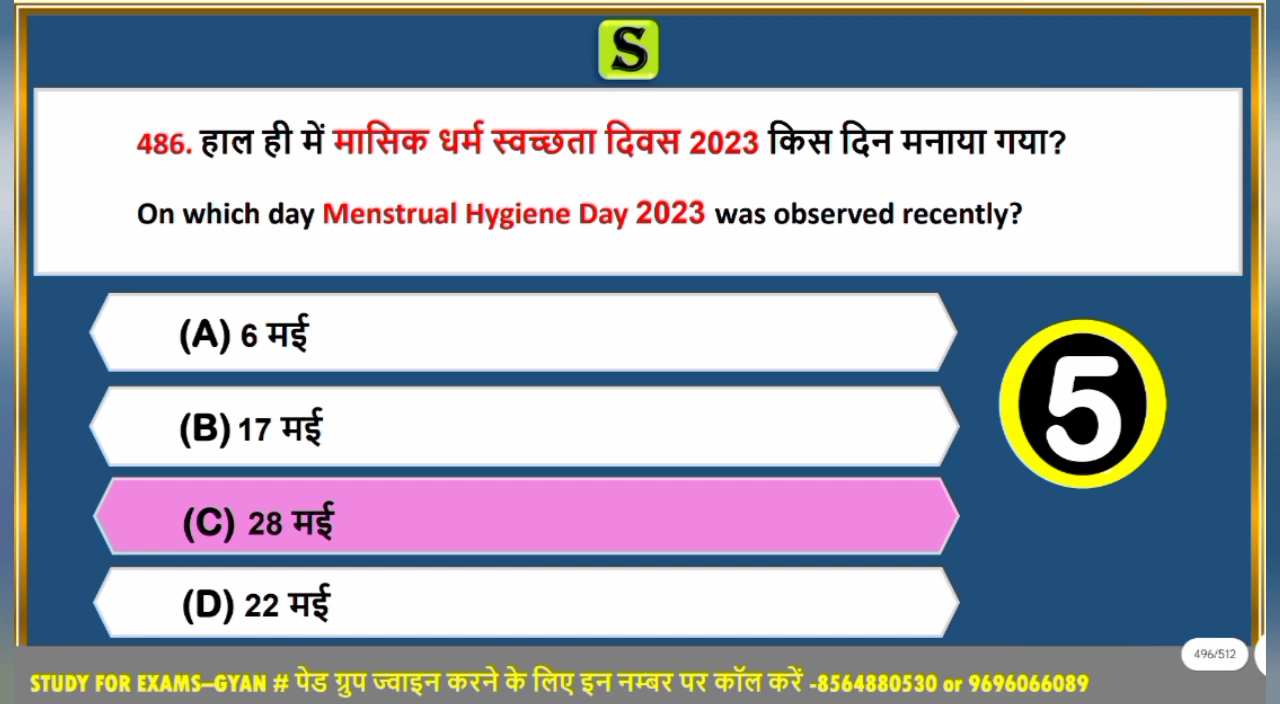 S
486. हाल ही में मासिक धर्म स्वच्छता दिवस 2023 किस दिन मनाया गया?
On which day Menstrual Hygiene Day 2023 was observed recently?
(A) 6 मई
(B) 17 मई
(C) 28 मई
(D) 22 मई
5
496/512
STUDY FOR EXAMS–GYAN # पेड ग्रुप ज्वाइन करने के लिए इन नम्बर पर कॉल करें -8564880530 or 9696066089